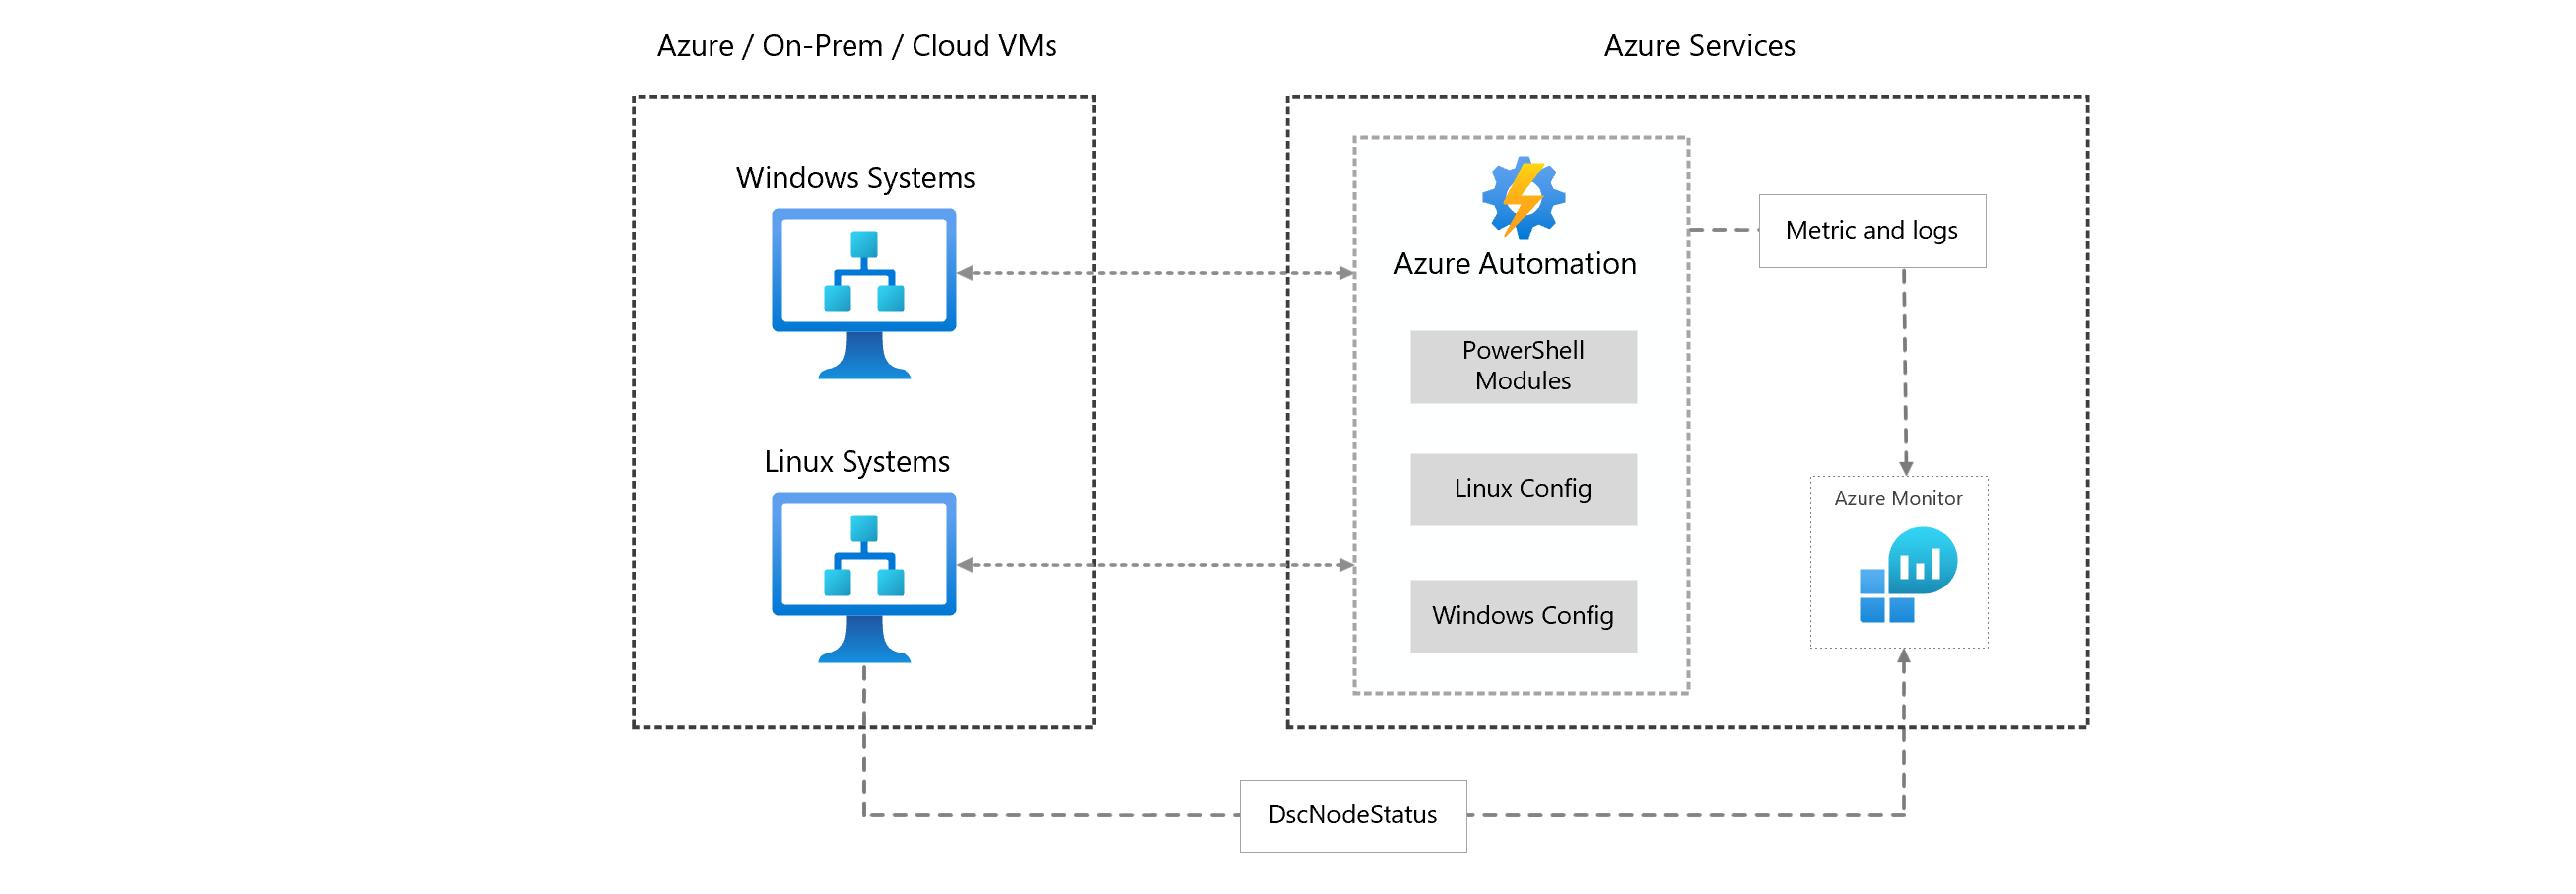 Azure / On-Prem / Cloud VMs
Azure Services
Windows Systems
Linux Systems
Azure Automation
PowerShell
Modules
Linux Config
Windows Config
Metric and logs
Azure Monitor
DscNodeStatus